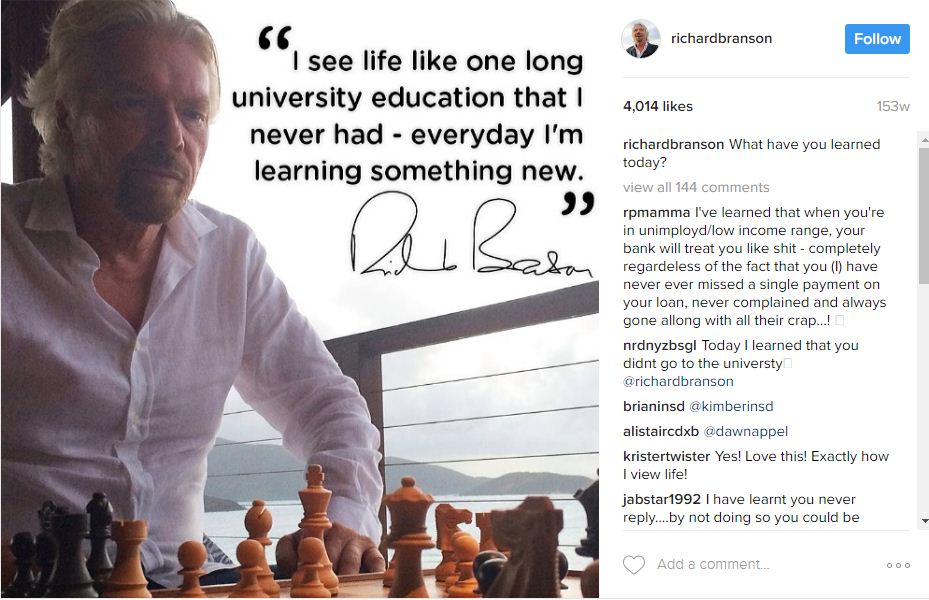 “I see life like one long
university education that I
never had - everyday I'm
learning something new.”
Richard Branson
richardbranson
Follow
4,014 likes
153w
richardbranson What have you learned
today?
view all 144 comments
rpmamma I've learned that when you're
in unimployd/low income range, your
bank will treat you like shit - completely
regardeless of the fact that you (I) have
never ever missed a single payment on
your loan, never complained and always
gone allong with all their crap...!
nrdnyzbsgl Today I learned that you
didnt go to the universty
@richardbranson
brianinsd @kimberinsd
alistaircdxb @dawnappel
kristertwister Yes! Love this! Exactly how
I view life!
jabstar1992 I have learnt you never
reply....by not doing so you could be
Add a comment...